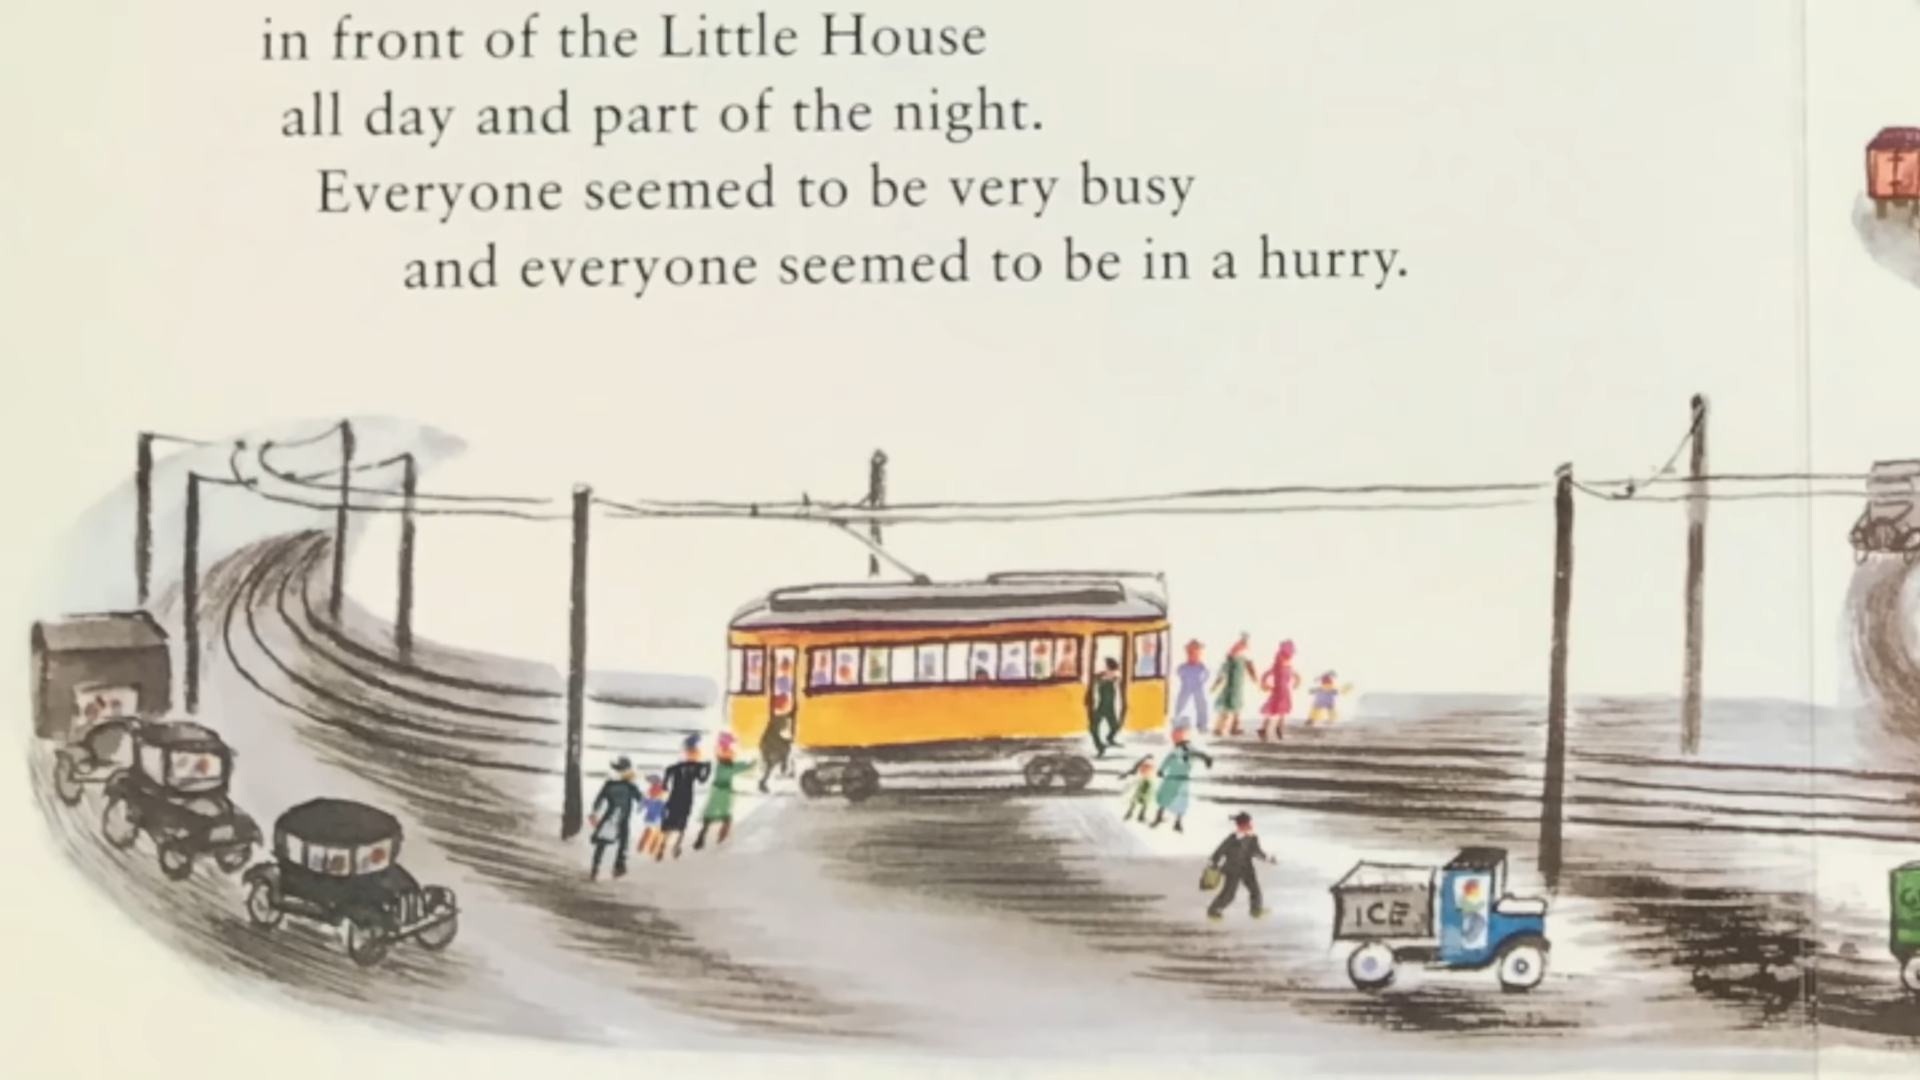 in front of the Little House
all day and part of the night.
Everyone seemed to be very busy
and everyone seemed to be in a hurry.
ICE